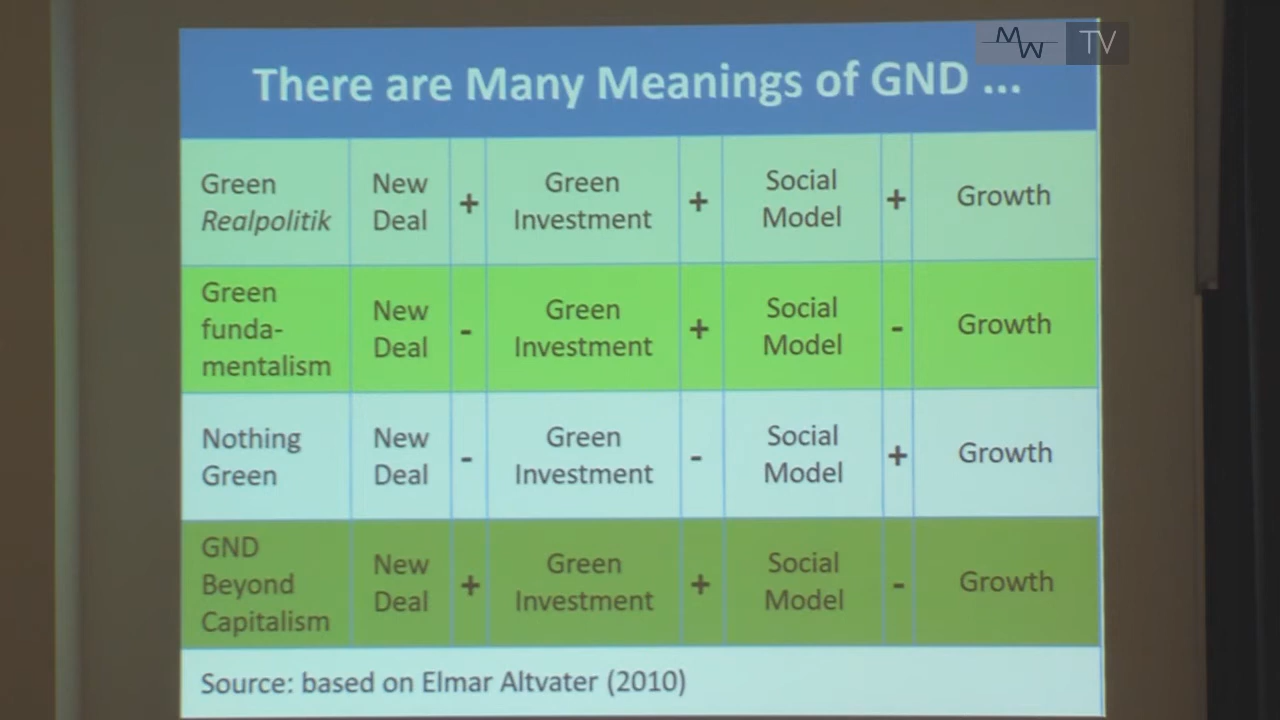 MW TV
There are Many Meanings of GND ...
Green
Realpolitik
New
Deal
+
Green
Investment
+
Social
Model
+
Growth
Green
funda-
mentalism
New
Deal
-
Green
Investment
+
Social
Model
-
Growth
Nothing
Green
New
Deal
-
Green
Investment
-
Social
Model
+
Growth
GND
Beyond
Capitalism
New
Deal
+
Green
Investment
+
Social
Model
-
Growth
Source: based on Elmar Altvater (2010)